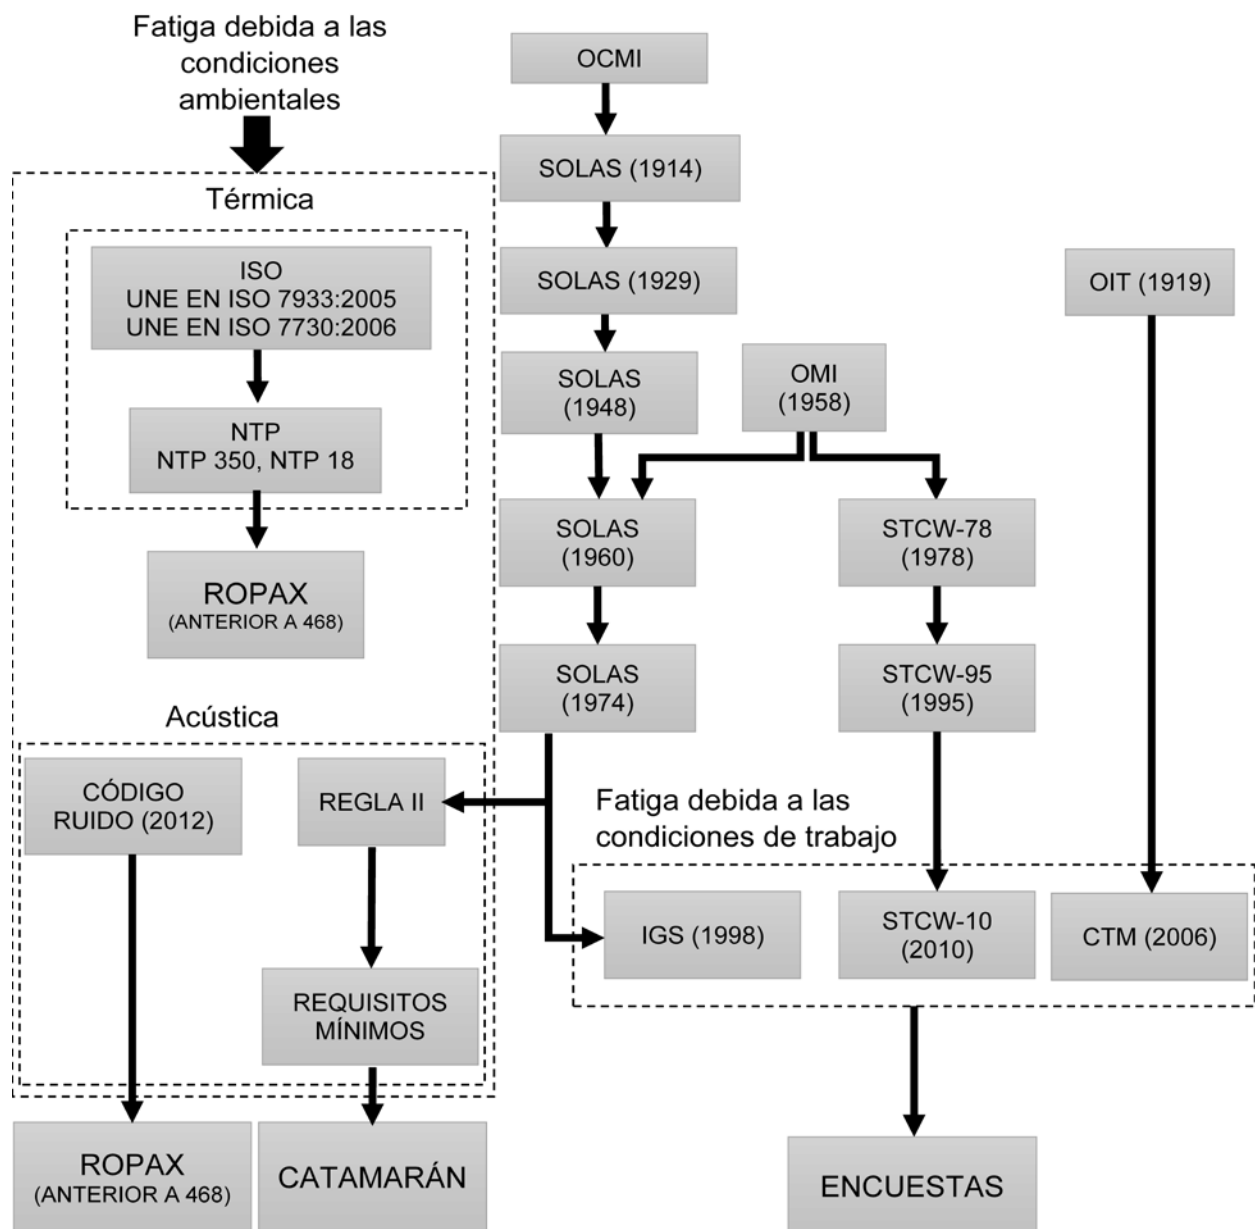 Fatiga debida a las
condiciones
ambientales
Térmica
ISO
UNE EN ISO 7933:2005
UNE EN ISO 7730:2006
NTP
NTP 350, NTP 18
ROPAX
(ANTERIOR A 468)
Acústica
CÓDIGO
RUIDO (2012)
REGLA II
REQUISITOS
MÍNIMOS
ROPAX
(ANTERIOR A 468)
CATAMARÁN
OCMI
SOLAS (1914)
SOLAS (1929)
SOLAS
(1948)
OMI
(1958)
SOLAS
(1960)
STCW-78
(1978)
SOLAS
(1974)
STCW-95
(1995)
OIT (1919)
Fatiga debida a las
condiciones de trabajo
IGS (1998)
STCW-10
(2010)
CTM (2006)
ENCUESTAS